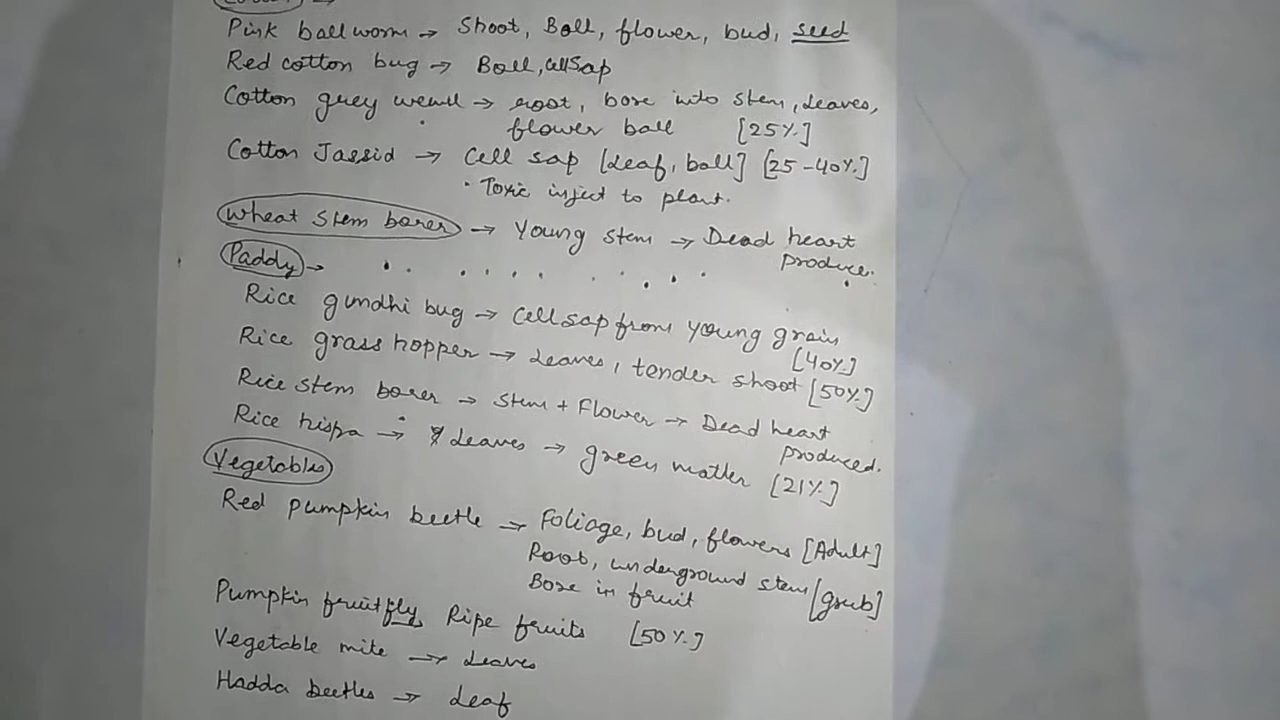 Pink ballworm → Shoot, Boll, flower, bud, seed
Red cotton bug → Boll, cell sap
Cotton grey → root, bore into stem, leaves,
flower ball [25%]
Cotton Jassid → Cell sap [leaf, ball] [25-40%]
• Toxic inject to plant.
Wheat stem borer → Young stem → Dead heart
produce.
Paddy →
Rice gundhi bug → Cell sap from young grain
[40%]
Rice grass hopper → Leaves, tender shoot [50%]
Rice stem borer → Stem + Flower → Dead heart
produced.
Rice hispa → Leaves → green matter [21%]
Vegetables
Red pumpkin beetle → Foliage, bud, flowers [Adult]
Root, underground stem [grub]
Bore in fruit
Pumpkin fruitfly Ripe fruits [50%]
Vegetable mite → Leaves
Hadda beetles → Leaf